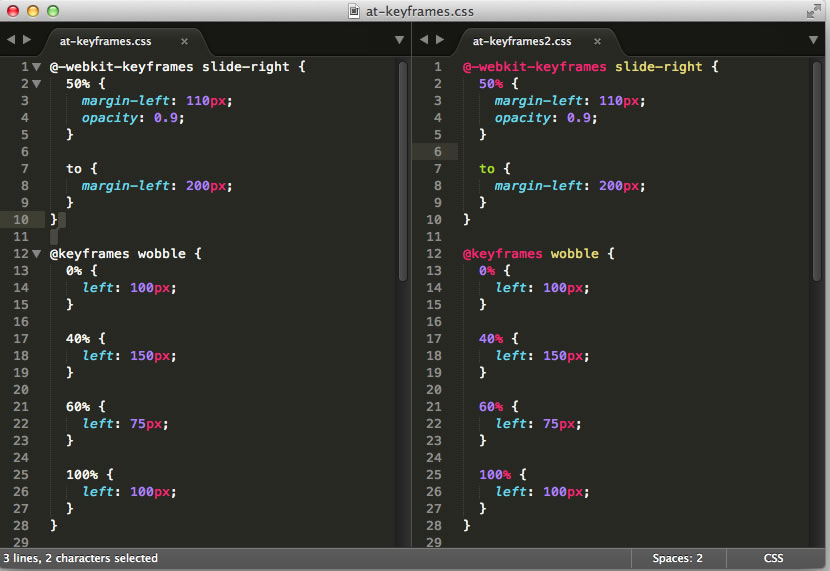 at-keyframes.css
at-keyframes.css ×
1 @-webkit-keyframes slide-right {
2 50% {
3 margin-left: 110px;
4 opacity: 0.9;
5 }
6
7 to {
8 margin-left: 200px;
9 }
10 }
11
12 @keyframes wobble {
13 0% {
14 left: 100px;
15 }
16
17 40% {
18 left: 150px;
19 }
20
21 60% {
22 left: 75px;
23 }
24
25 100% {
26 left: 100px;
27 }
28 }
29
at-keyframes2.css ×
1 @-webkit-keyframes slide-right {
2 50% {
3 margin-left: 110px;
4 opacity: 0.9;
5 }
6
7 to {
8 margin-left: 200px;
9 }
10 }
11
12 @keyframes wobble {
13 0% {
14 left: 100px;
15 }
16
17 40% {
18 left: 150px;
19 }
20
21 60% {
22 left: 75px;
23 }
24
25 100% {
26 left: 100px;
27 }
28 }
29
3 lines, 2 characters selected
Spaces: 2
CSS